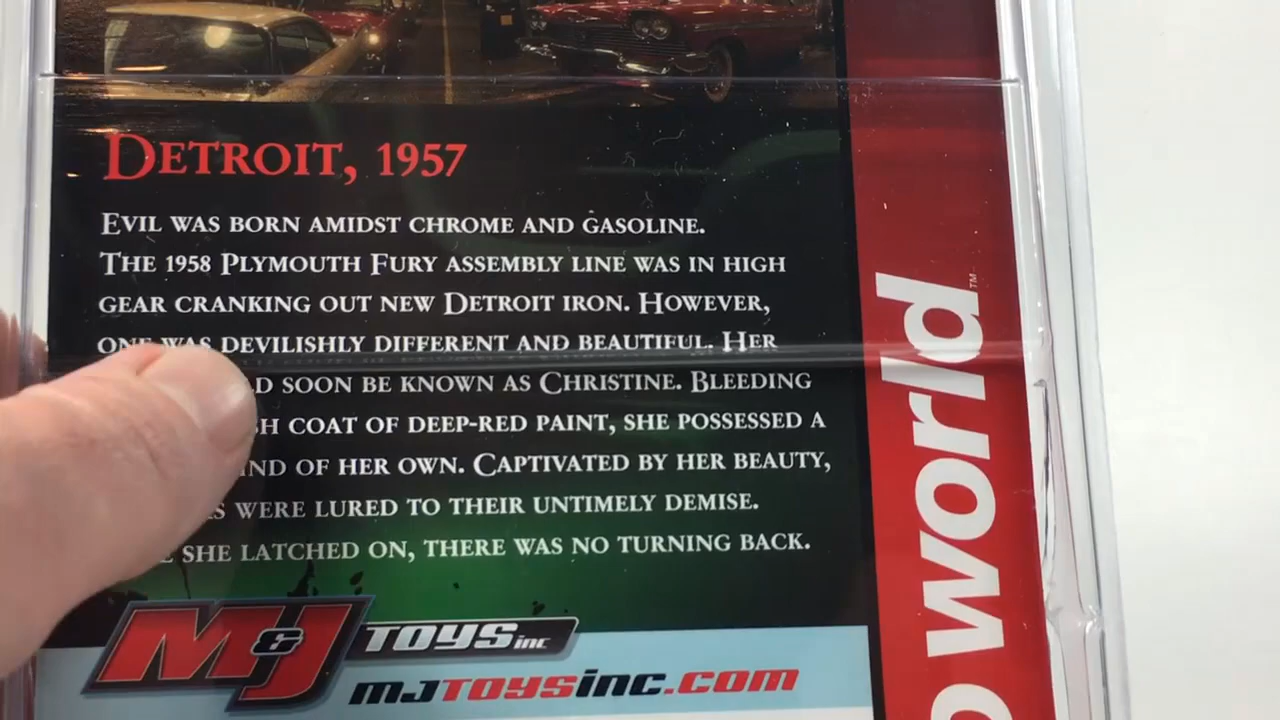 DETROIT, 1957
EVIL WAS BORN AMIDST CHROME AND GASOLINE.
THE 1958 PLYMOUTH FURY ASSEMBLY LINE WAS IN HIGH
GEAR CRANKING OUT NEW DETROIT IRON. HOWEVER,
ONE WAS DEVILISHLY DIFFERENT AND BEAUTIFUL. HER
SOON BE KNOWN AS CHRISTINE. BLEEDING
COAT OF DEEP-RED PAINT, SHE POSSESSED A
OF HER OWN. CAPTIVATED BY HER BEAUTY,
WERE LURED TO THEIR UNTIMELY DEMISE.
SHE LATCHED ON, THERE WAS NO TURNING BACK.
M&J TOYS inc
mJTOYSinc.com
world™